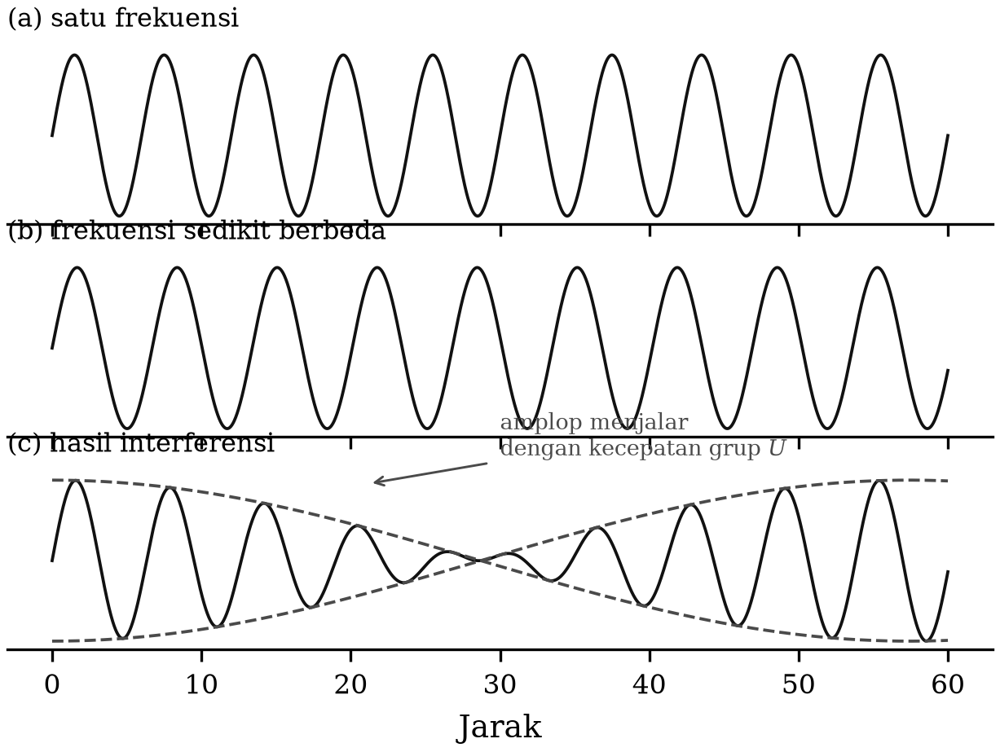 (a) satu frekuensi
(b) frekuensi sedikit berbeda
amplop menjalar
dengan kecepatan grup U
(c) hasil interferensi
0 10 20 30 40 50 60
Jarak